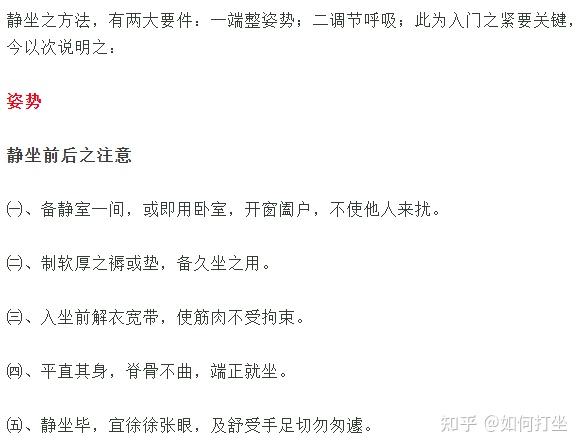 静坐之方法，有两大要件：一端整姿势；二调节呼吸；此为入门之紧要关键，
今以次说明之：
姿势
静坐前后之注意
㈠、备静室一间，或即用卧室，开窗阖户，不使他人来扰。
㈡、制软厚之褥或垫，备久坐之用。
㈢、入坐前解衣宽带，使筋肉不受拘束。
㈣、平直其身，脊骨不曲，端正就坐。
㈤、静坐毕，宜徐徐张眼，及舒受手足切勿匆遽。
知乎 @如何打坐